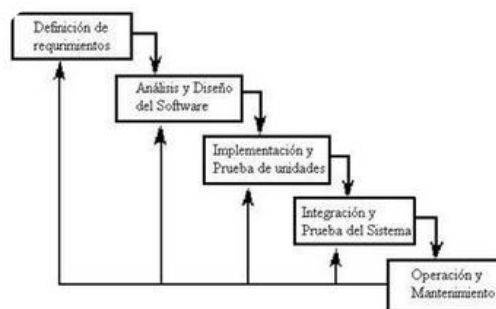 Definición de
requrimientos
Análisis y Diseño
del Software
Implementación y
Prueba de unidades
Integración y
Prueba del Sistema
Operación y
Mantenimiento